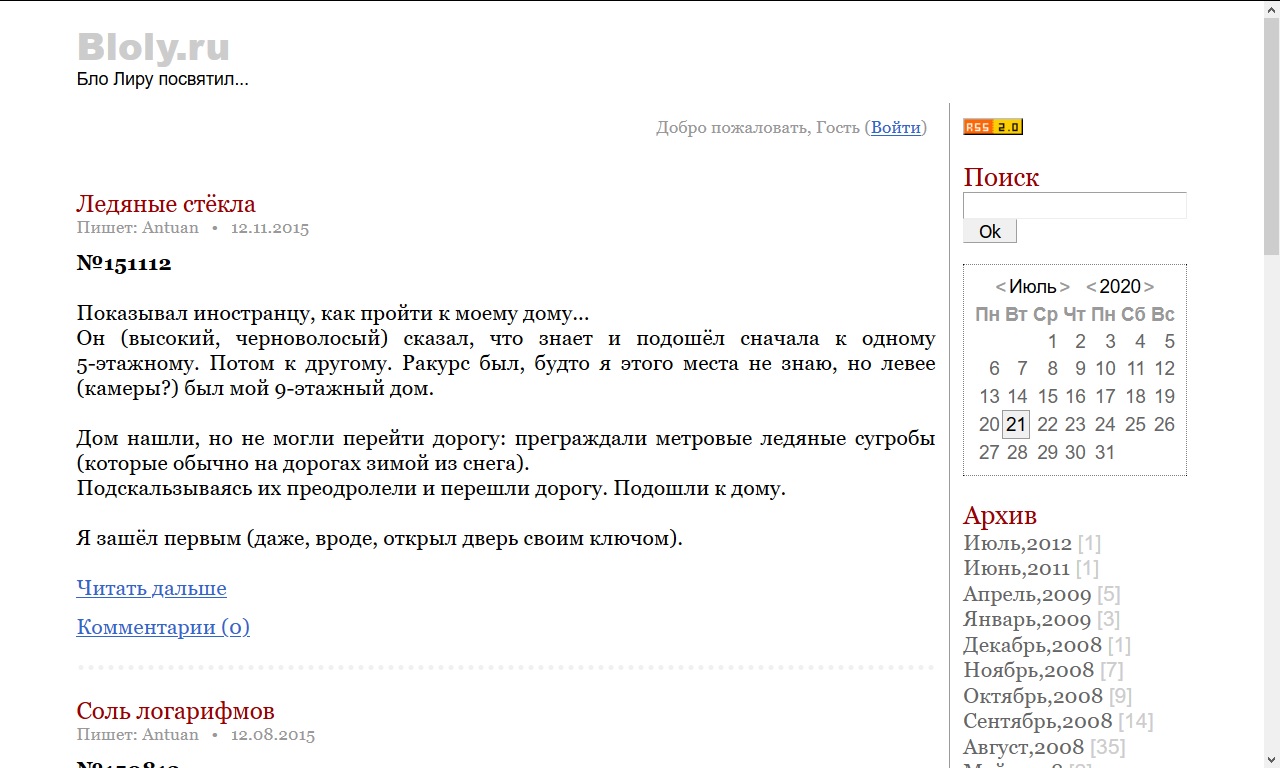 Bloly.ru
Бло Лиру посвятил...
Добро пожаловать, Гость (Войти)
Ледяные стёкла
Пишет: Antuan • 12.11.2015
№151112
Показывал иностранцу, как пройти к моему дому...
Он (высокий, черноволосый) сказал, что знает и подошёл сначала к одному
5-этажному. Потом к другому. Ракурс был, будто я этого места не знаю, но левее
(камеры?) был мой 9-этажный дом.
Дом нашли, но не могли перейти дорогу: преграждали метровые ледяные сугробы
(которые обычно на дорогах зимой из снега).
Подскальзываясь их преодролели и перешли дорогу. Подошли к дому.
Я зашёл первым (даже, вроде, открыл дверь своим ключом).
Читать дальше
Комментарии (0)
Соль логарифмов
Пишет: Antuan • 12.08.2015
№150812
RSS 2.0
Поиск
Ok
< Июль > < 2020 >
Пн Вт Ср Чт Пн Сб Вс
1 2 3 4 5
6 7 8 9 10 11 12
13 14 15 16 17 18 19
20 21 22 23 24 25 26
27 28 29 30 31
Архив
Июль,2012 [1]
Июнь,2011 [1]
Апрель,2009 [5]
Январь,2009 [3]
Декабрь,2008 [1]
Ноябрь,2008 [7]
Октябрь,2008 [9]
Сентябрь,2008 [14]
Август,2008 [35]